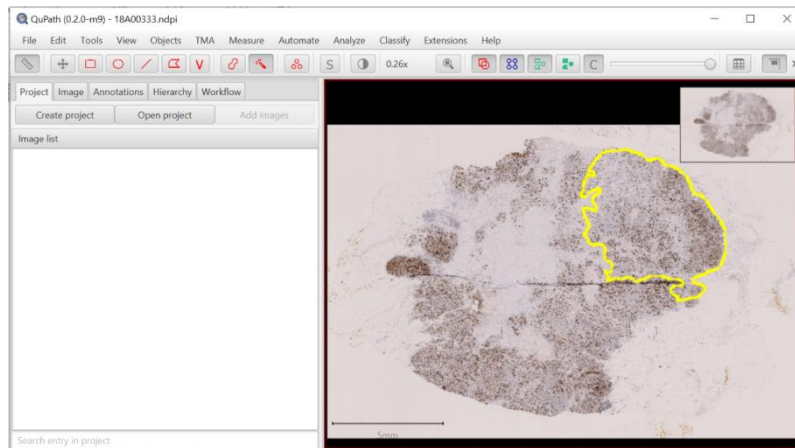 QuPath (0.2.0-m9) - 18A00333.ndpi
File Edit Tools View Objects TMA Measure Automate Analyze Classify Extensions Help
S 0.26x C
Project Image Annotations Hierarchy Workflow
Create project Open project Add images
Image list
5mm
Search entry in project